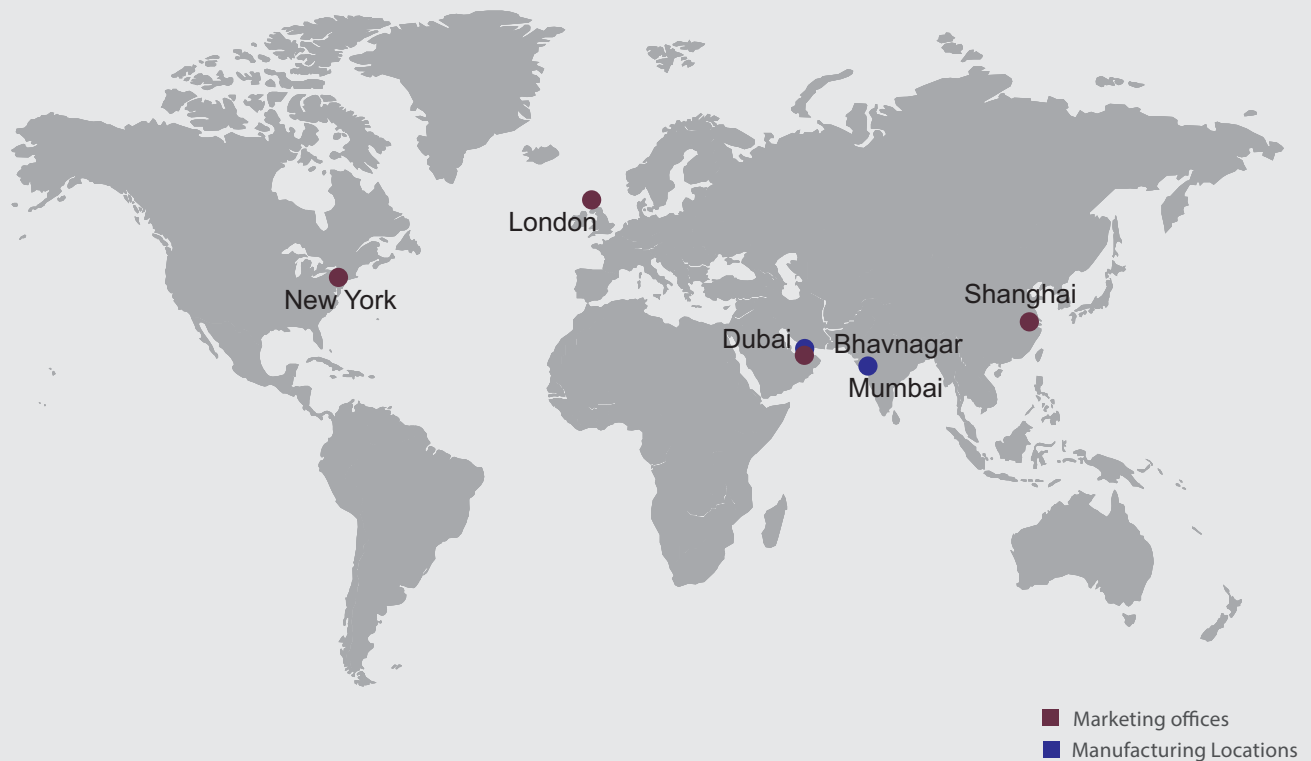 London
New York
Shanghai
Dubai
Bhavnagar
Mumbai
Marketing offices
Manufacturing Locations